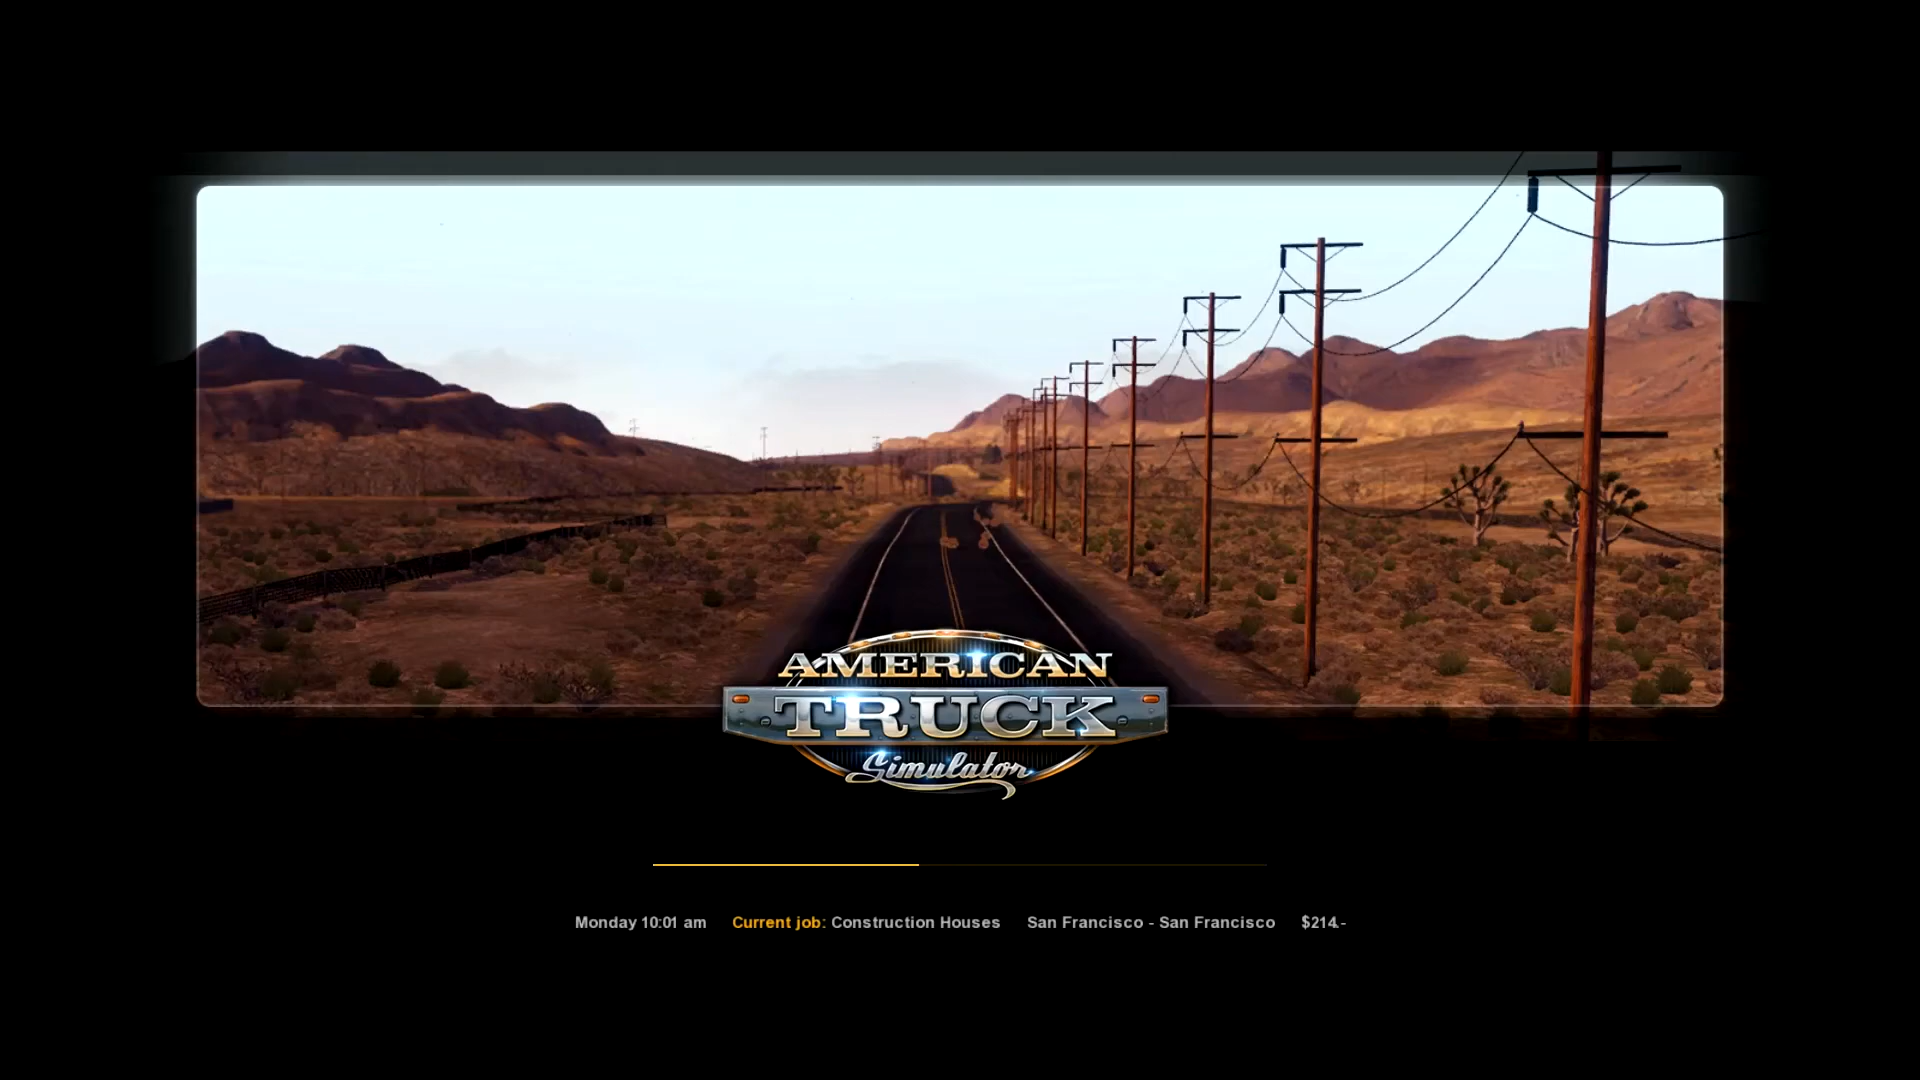 AMERICAN
TRUCK
Simulator
Monday 10:01 am Current job: Construction Houses San Francisco - San Francisco $214.-